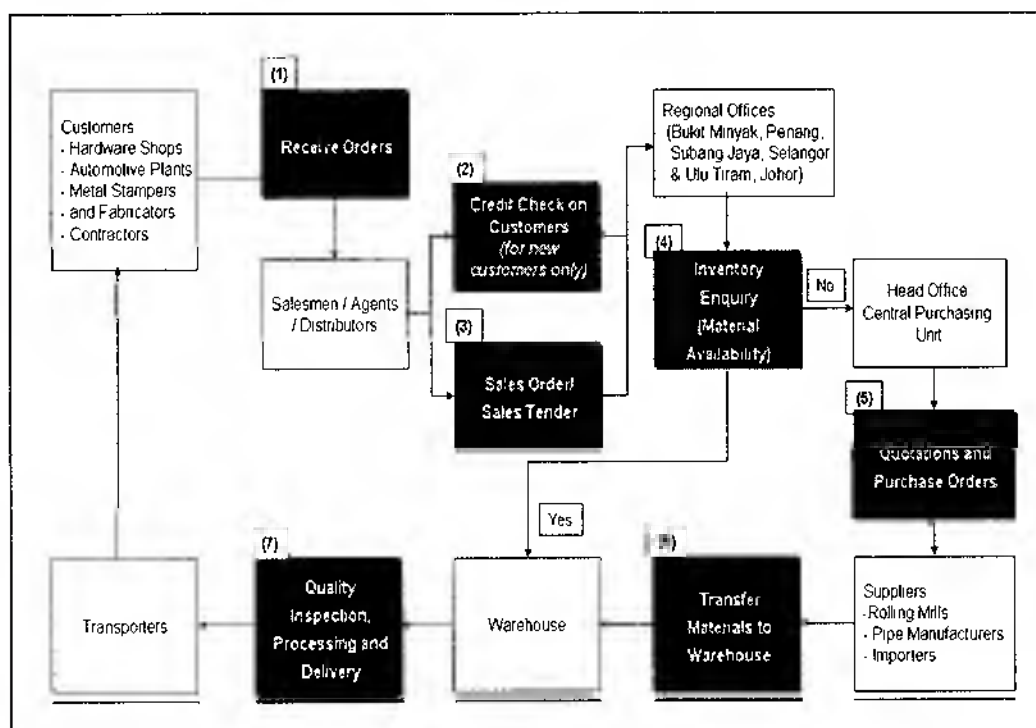 (1)
Receive Orders
Customers
- Hardware Shops
- Automotive Plants
- Metal Stampers
- and Fabricators
- Contractors
Salesmen / Agents
/ Distributors
(2)
Credit Check on
Customers
(for new
customers only)
(3)
Sales Order/
Sales Tender
Regional Offices
(Bukit Minyak, Penang,
Subang Jaya, Selangor
& Ulu Tiram, Johor)
(4)
Inventory
Enquiry
(Material
Availability)
No
Head Office
Central Purchasing
Unit
(5)
Quotations and
Purchase Orders
Suppliers
-Rolling Mills
- Pipe Manufacturers
- Importers
Transfer
Materials to
Warehouse
Yes
Warehouse
(7)
Quality
Inspection,
Processing and
Delivery
Transporters